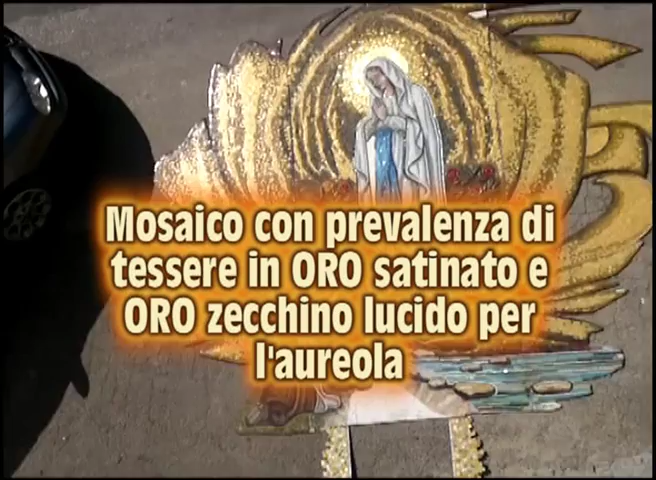 Mosaico con prevalenza di
tessere in ORO satinato e
ORO zecchino lucido per
l'aureola